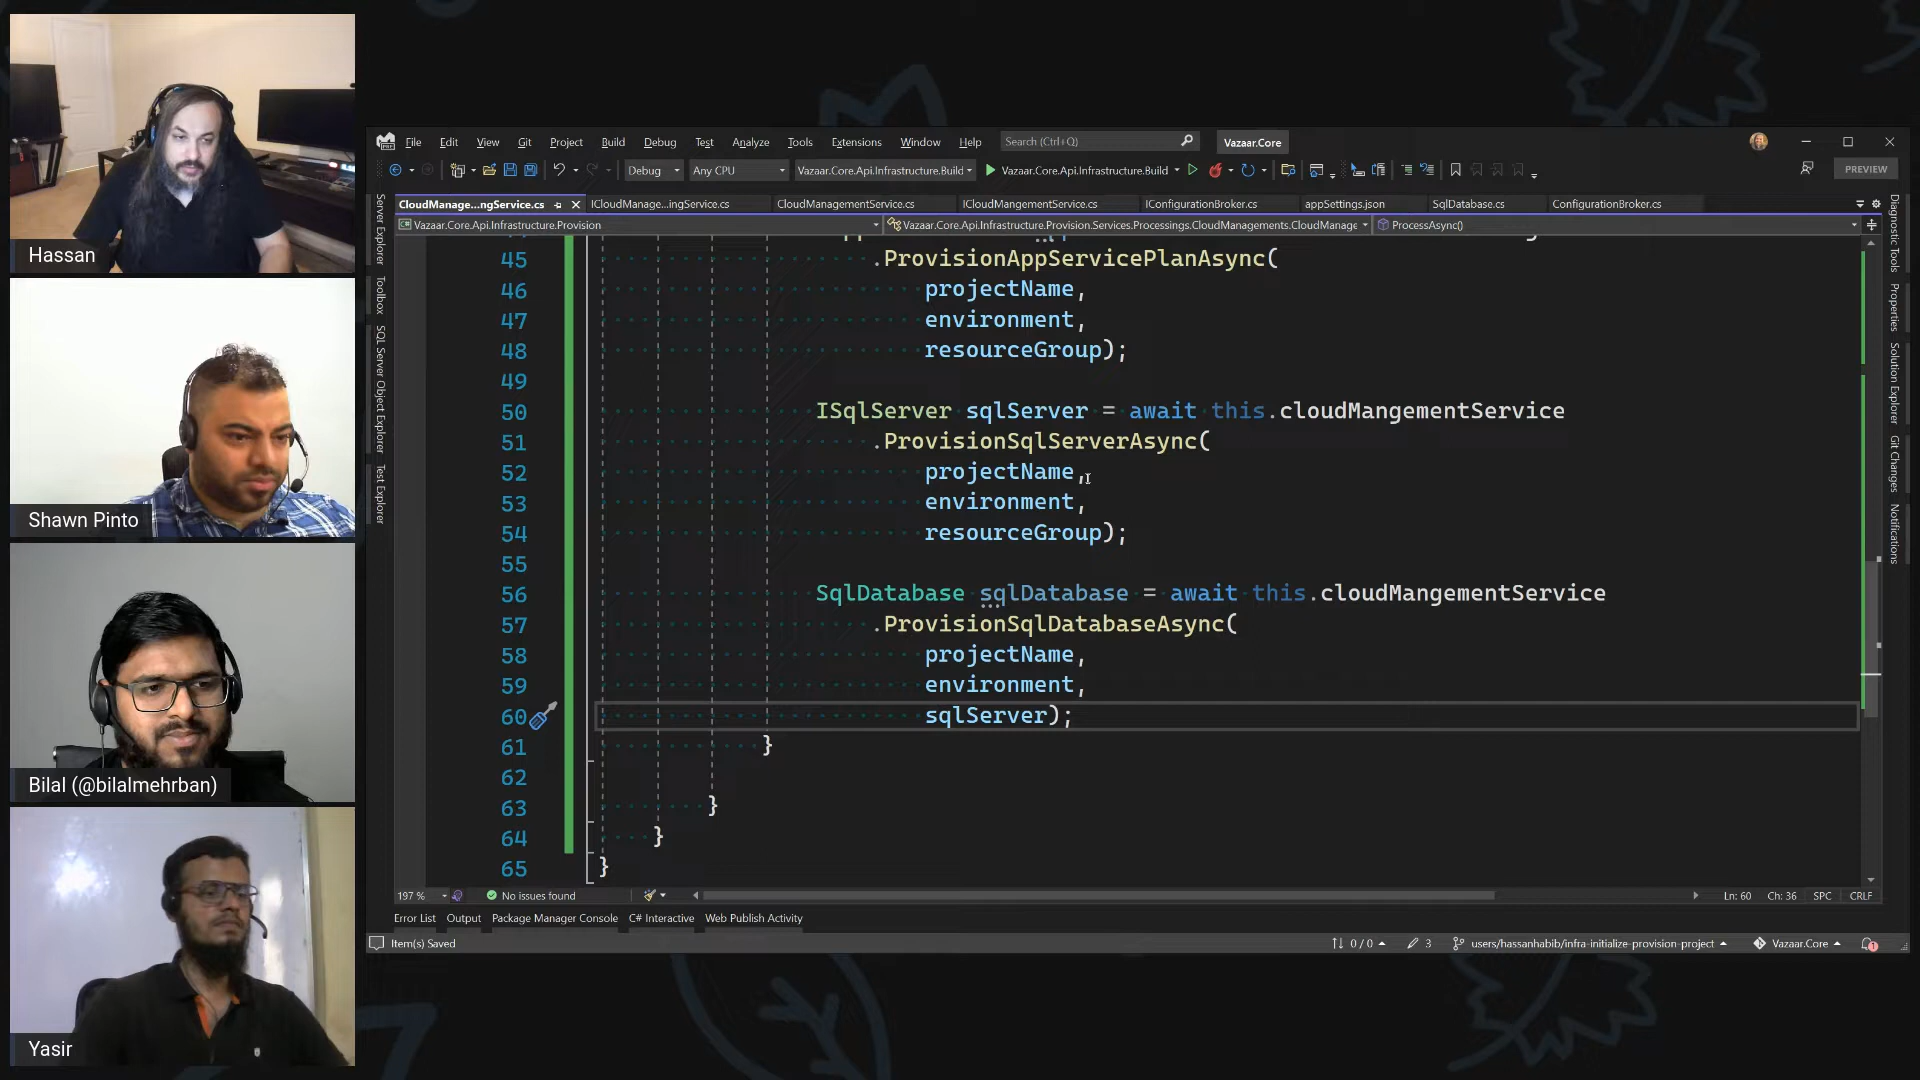 Hassan
Shawn Pinto
Bilal (@bilalmehrban)
Yasir
File Edit View Git Project Build Debug Test Analyze Tools Extensions Window Help Search (Ctrl+Q) Vazaar.Core
Debug Any CPU Vazaar.Core.Api.Infrastructure.Build Vazaar.Core.Api.Infrastructure.Build PREVIEW
CloudManage...ngService.cs ICloudManage...ingService.cs CloudManagementService.cs ICloudMangementService.cs IConfigurationBroker.cs appSettings.json SqlDatabase.cs ConfigurationBroker.cs
Vazaar.Core.Api.Infrastructure.Provision Vazaar.Core.Api.Infrastructure.Provision.Services.Processings.CloudManagements.CloudManage ProcessAsync()
Server Explorer
Toolbox
SQL Server Object Explorer
Test Explorer
45 .ProvisionAppServicePlanAsync(
46 projectName,
47 environment,
48 resourceGroup);
49
50 ISqlServer sqlServer = await this.cloudMangementService
51 .ProvisionSqlServerAsync(
52 projectName,
53 environment,
54 resourceGroup);
55
56 SqlDatabase sqlDatabase = await this.cloudMangementService
57 .ProvisionSqlDatabaseAsync(
58 projectName,
59 environment,
60 sqlServer);
61 }
62
63 }
64 }
65 }
Diagnostic Tools
Properties
Solution Explorer
Git Changes
Notifications
197 % No issues found Ln: 60 Ch: 36 SPC CRLF
Error List Output Package Manager Console C# Interactive Web Publish Activity
Item(s) Saved 0 / 0 3 users/hassanhabib/infra-initialize-provision-project Vazaar.Core 1